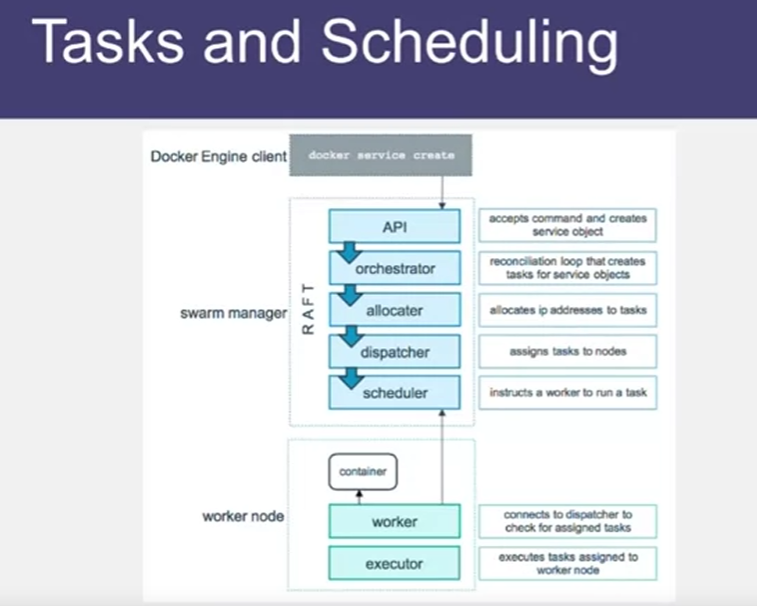 Tasks and Scheduling
Docker Engine client
docker service create
API
accepts command and creates
service object
orchestrator
reconciliation loop that creates
tasks for service objects
swarm manager
RAFT
allocater
allocates ip addresses to tasks
dispatcher
assigns tasks to nodes
scheduler
instructs a worker to run a task
container
worker node
worker
connects to dispatcher to
check for assigned tasks
executor
executes tasks assigned to
worker node